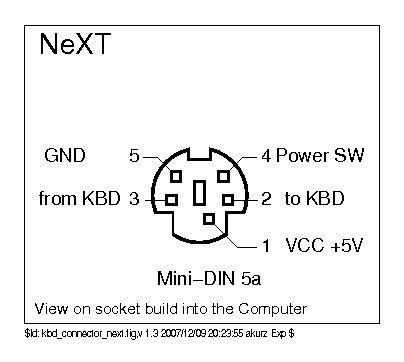 NeXT
GND 5 4 Power SW
from KBD 3 2 to KBD
1 VCC +5V
Mini-DIN 5a
View on socket build into the Computer
$Id: kbd_connector_next.fig,v 1.3 2007/12/09 20:23:55 akurz Exp $